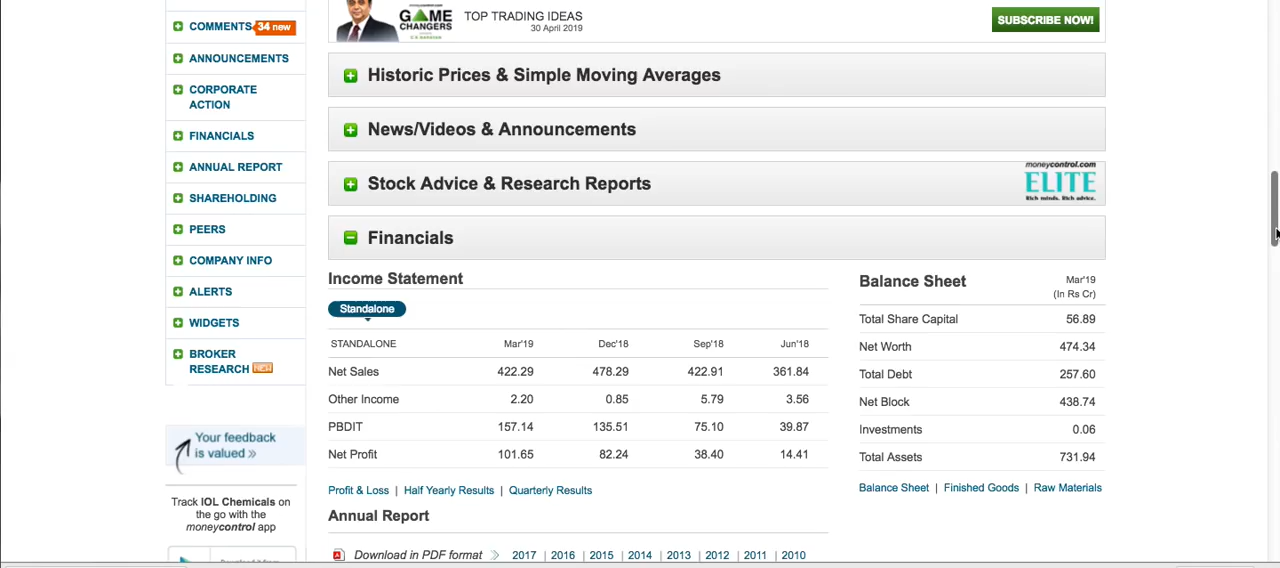 COMMENTS 34 new
ANNOUNCEMENTS
CORPORATE
ACTION
FINANCIALS
ANNUAL REPORT
SHAREHOLDING
PEERS
COMPANY INFO
ALERTS
WIDGETS
BROKER
RESEARCH NEW
Your feedback
is valued »
Track IOL Chemicals on
the go with the
moneycontrol app
GAME
CHANGERS
TOP TRADING IDEAS
30 April 2019
SUBSCRIBE NOW!
Historic Prices & Simple Moving Averages
News/Videos & Announcements
Stock Advice & Research Reports
moneycontrol.com
ELITE
Rich minds. Rich advice.
Financials
Income Statement
Standalone
STANDALONE Mar'19 Dec'18 Sep'18 Jun'18
Net Sales 422.29 478.29 422.91 361.84
Other Income 2.20 0.85 5.79 3.56
PBDIT 157.14 135.51 75.10 39.87
Net Profit 101.65 82.24 38.40 14.41
Profit & Loss | Half Yearly Results | Quarterly Results
Annual Report
Download in PDF format 2017 | 2016 | 2015 | 2014 | 2013 | 2012 | 2011 | 2010
Balance Sheet Mar'19
(In Rs Cr)
Total Share Capital 56.89
Net Worth 474.34
Total Debt 257.60
Net Block 438.74
Investments 0.06
Total Assets 731.94
Balance Sheet | Finished Goods | Raw Materials